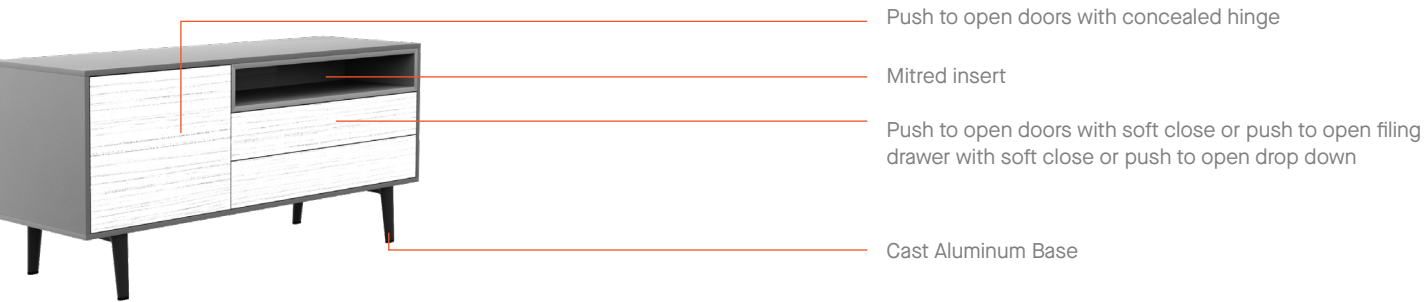 Push to open doors with concealed hinge
Mitred insert
Push to open doors with soft close or push to open filing
drawer with soft close or push to open drop down
Cast Aluminum Base